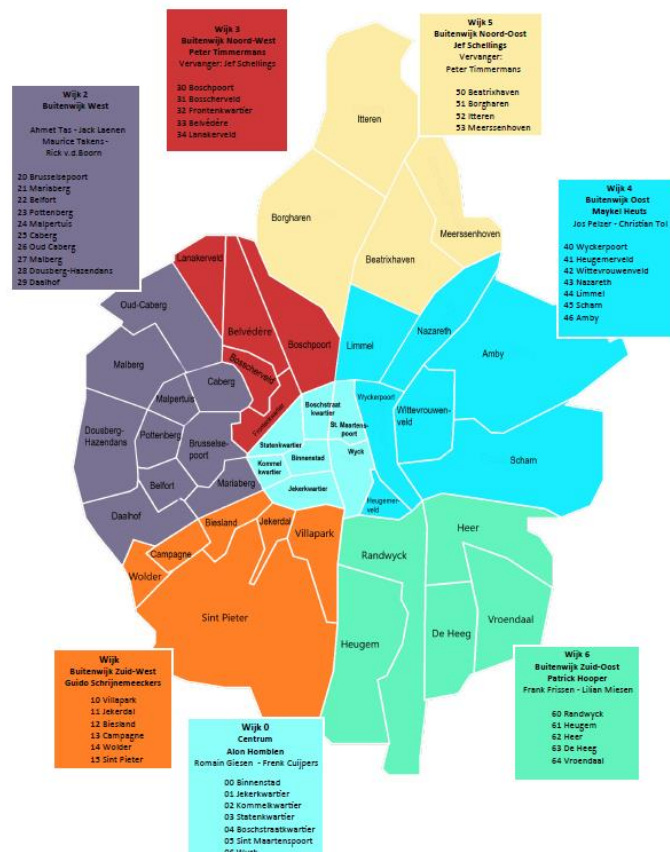 Wijk 3
Buitenwijk Noord-West
Peter Timmermans
Vervanger: Jef Schellings
30 Boschpoort
31 Bosscherveld
32 Frontenkwartier
33 Belvédère
34 Lanakerveld
Wijk 5
Buitenwijk Noord-Oost
Jef Schellings
Vervanger:
Peter Timmermans
50 Beatrixhaven
51 Borgharen
52 Itteren
53 Meerssenhoven
Wijk 2
Buitenwijk West
Ahmet Tas - Jack Laenen
Maurice Takens -
Rick v.d.Boorn
20 Brusselsepoort
21 Mariaberg
22 Belfort
23 Pottenberg
24 Malpertuis
25 Caberg
26 Oud Caberg
27 Malberg
28 Dousberg-Hazendans
29 Daalhof
Wijk 4
Buitenwijk Oost
Maykel Heuts
Jos Pelzer - Christian Tol
40 Wyckerpoort
41 Heugemerveld
42 Wittevrouwenveld
43 Nazareth
44 Limmel
45 Scharn
46 Amby
Itteren
Borgharen
Meerssenhoven
Beatrixhaven
Lanakerveld
Oud-Caberg
Belvédère
Boschpoort
Limmel
Nazareth
Amby
Malberg
Bosscherveld
Caberg
Malpertuis
Frontenkwartier
Boschstraat
kwartier
Wyckerpoort
Wittevrouwen-
veld
St. Maartens-
poort
Dousberg-
Hazendans
Pottenberg
Brusselse-
poort
Statenkwartier
Binnenstad
Wyck
Kommel
kwartier
Scharn
Belfort
Mariaberg
Jekerkwartier
Heugemer-
veld
Daalhof
Biesland
Jekerdal
Villapark
Heer
Campagne
Randwyck
Wolder
Sint Pieter
Vroendaal
Heugem
De Heeg
Wijk
Buitenwijk Zuid-West
Guido Schrijnemeeckers
10 Villapark
11 Jekerdal
12 Biesland
13 Campagne
14 Wolder
15 Sint Pieter
Wijk 0
Centrum
Alon Homblen
Romain Giesen - Frenk Cuijpers
00 Binnenstad
01 Jekerkwartier
02 Kommelkwartier
03 Statenkwartier
04 Boschstraatkwartier
05 Sint Maartenspoort
Wijk 6
Buitenwijk Zuid-Oost
Patrick Hooper
Frank Frissen - Lilian Miesen
60 Randwyck
61 Heugem
62 Heer
63 De Heeg
64 Vroendaal